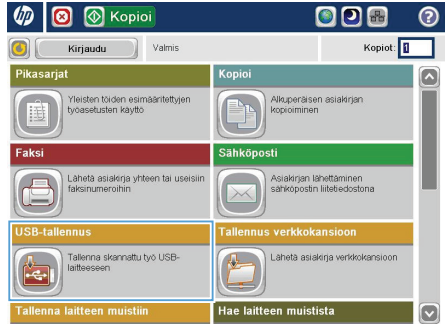 hp
Kopioi
?
Kirjaudu
Valmis
Kopiot: 1
Pikasarjat
Kopioi
Yleisten töiden esimääritettyjen
työasetusten käyttö
Alkuperäisen asiakirjan
kopioiminen
Faksi
Sähköposti
Lähetä asiakirja yhteen tai useisiin
faksinumeroihin
Asiakirjan lähettäminen
sähköpostin liitetiedostona
USB-tallennus
Tallennus verkkokansioon
Tallenna skannattu työ USB-
laitteeseen
Lähetä asiakirja verkkokansioon
Tallenna laitteen muistiin
Hae laitteen muistista